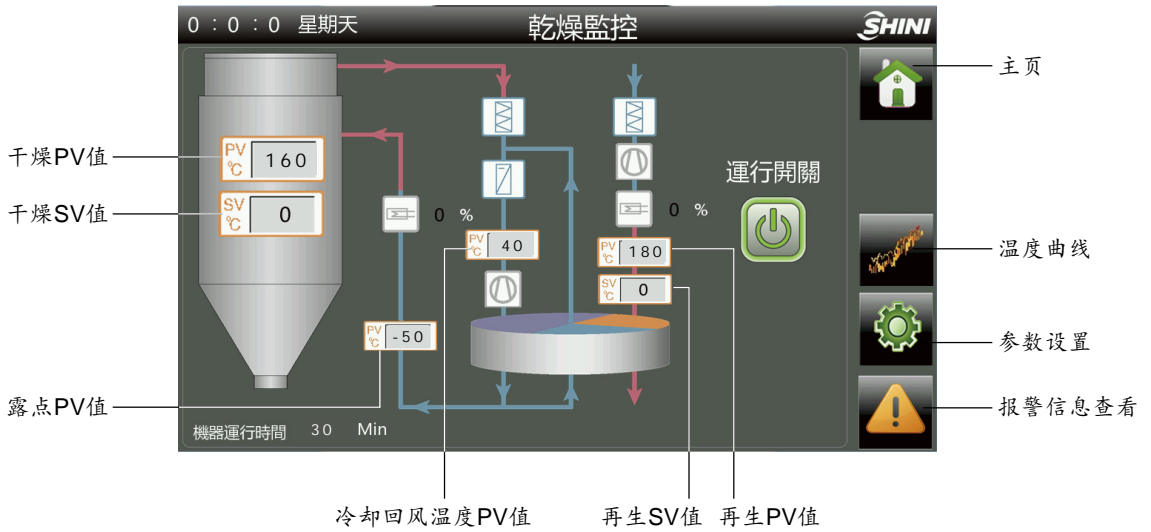 0 : 0 : 0 星期天 乾燥監控 SHINI
主页
干燥PV值
PV ℃ 160
運行開關
干燥SV值
SV ℃ 0
0 %
0 %
PV ℃ 40
PV ℃ 180
温度曲线
SV ℃ 0
PV ℃ -50
参数设置
露点PV值
报警信息查看
機器運行時間 30 Min
冷却回风温度PV值 再生SV值 再生PV值